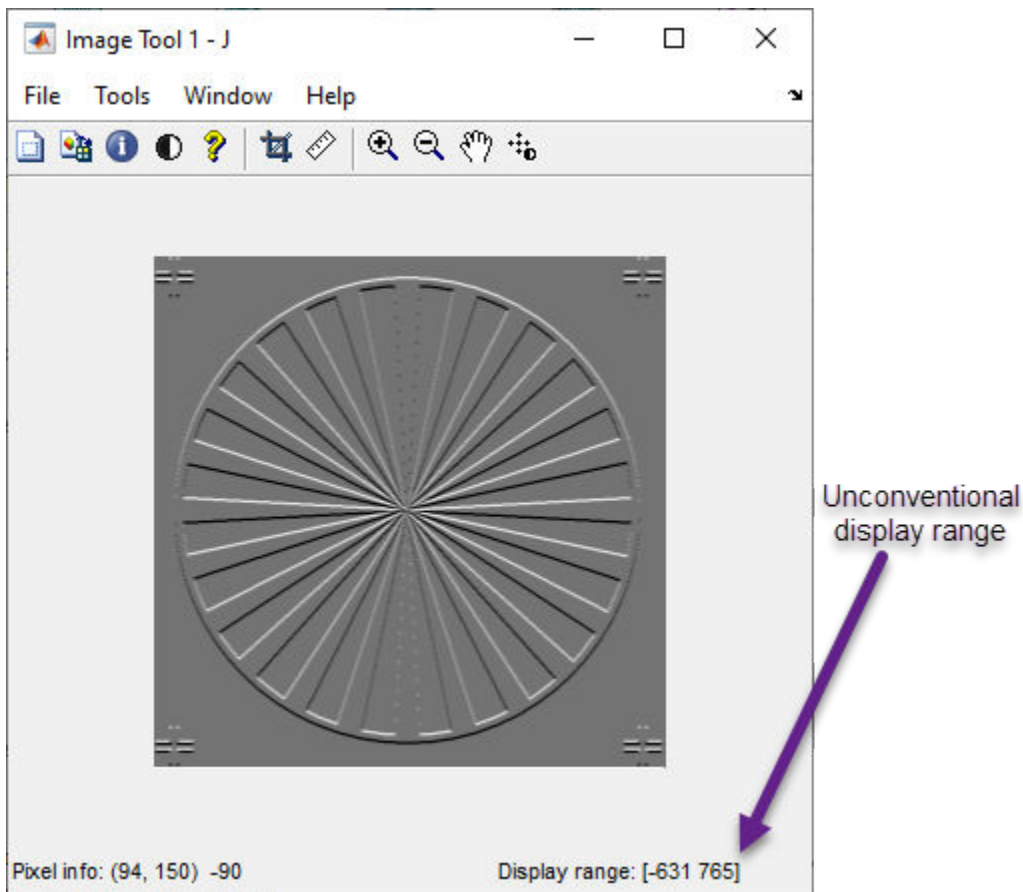 Image Tool 1 - J
File Tools Window Help
Unconventional
display range
Pixel info: (94, 150) -90
Display range: [-631 765]